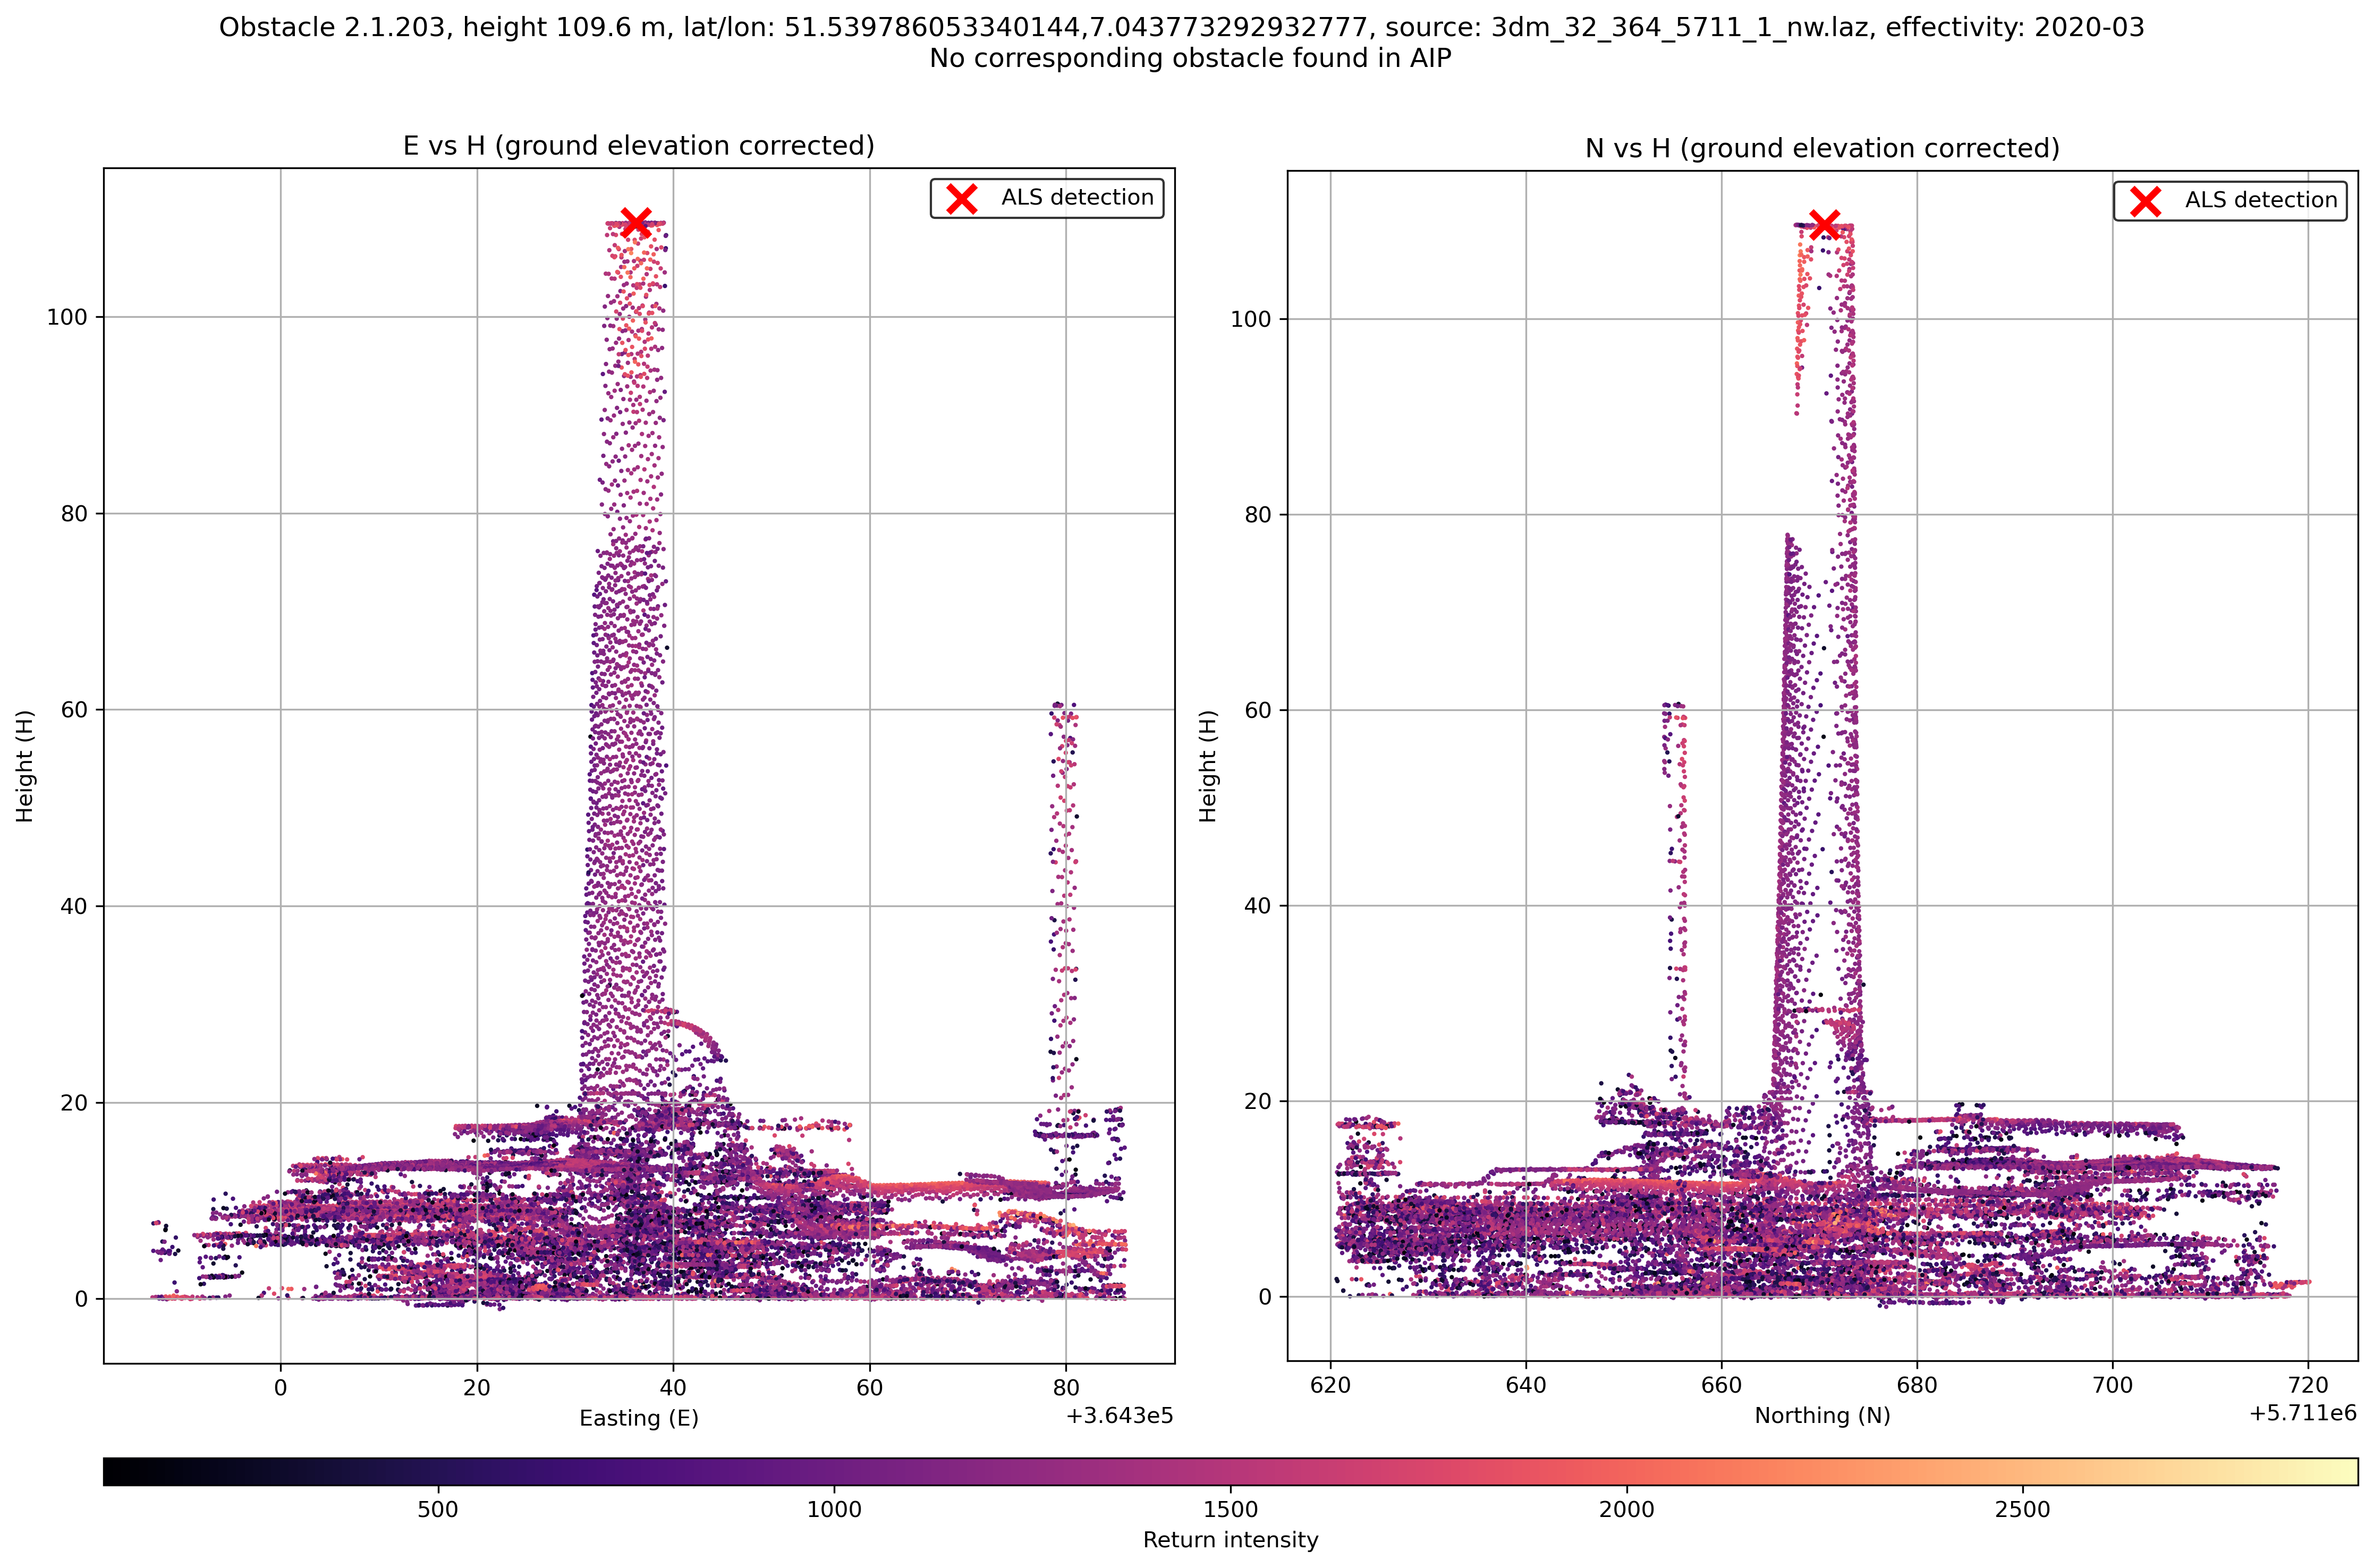 Obstacle 2.1.203, height 109.6 m, lat/lon: 51.539786053340144,7.043773292932777, source: 3dm_32_364_5711_1_nw.laz, effectivity: 2020-03
No corresponding obstacle found in AIP
E vs H (ground elevation corrected)
ALS detection
Height (H)
100
80
60
40
20
0
0 20 40 60 80
Easting (E)
+3.643e5
N vs H (ground elevation corrected)
ALS detection
Height (H)
100
80
60
40
20
0
620 640 660 680 700 720
Northing (N)
+5.711e6
500 1000 1500 2000 2500
Return intensity